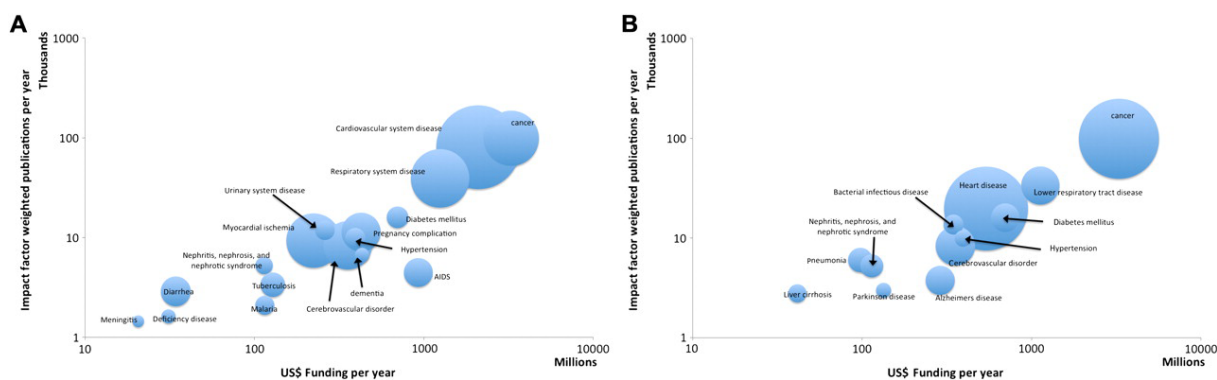 A
Impact factor weighted publications per year
Thousands
1000
100
10
1
Cardiovascular system disease
cancer
Respiratory system disease
Urinary system disease
Myocardial ischemia
Diabetes mellitus
Pregnancy complication
Hypertension
Nephritis, nephrosis, and
nephrotic syndrome
AIDS
Tuberculosis
Diarrhea
dementia
Malaria
Cerebrovascular disorder
Meningitis
Deficiency disease
10
100
1000
10000
Millions
US$ Funding per year
B
Impact factor weighted publications per year
Thousands
1000
100
10
1
cancer
Heart disease
Bacterial infectious disease
Lower respiratory tract disease
Nephritis, nephrosis, and
nephrotic syndrome
Diabetes mellitus
Hypertension
Pneumonia
Cerebrovascular disorder
Liver cirrhosis
Parkinson disease
Alzheimers disease
10
100
1000
10000
Millions
US$ Funding per year